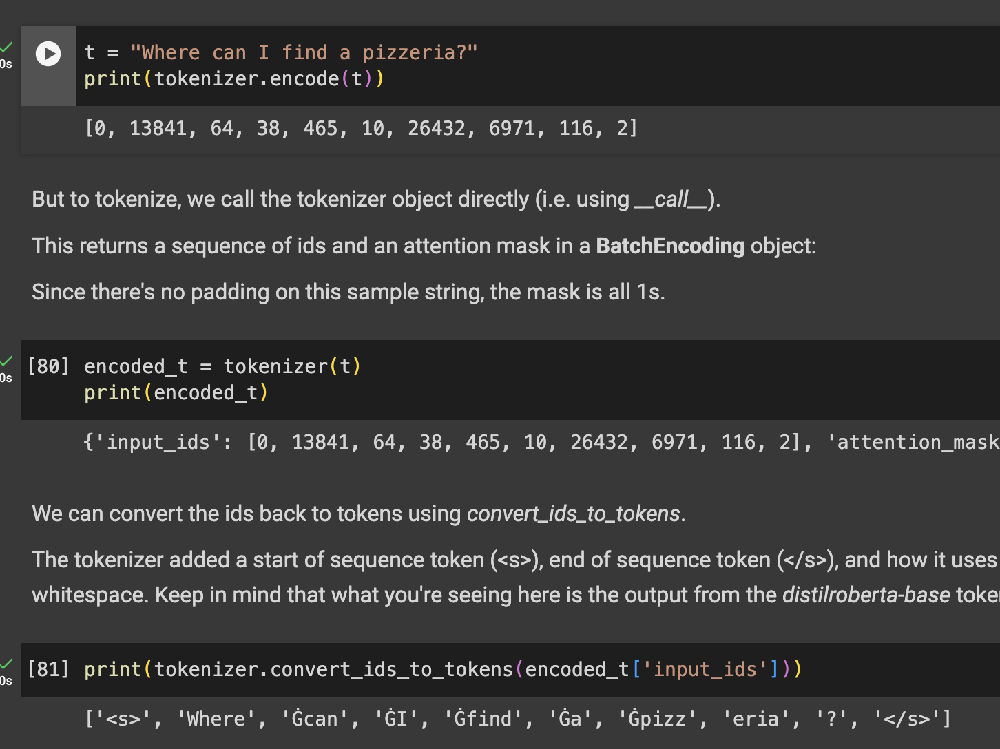 t = "Where can I find a pizzeria?"
0s
print(tokenizer.encode(t))
[0, 13841, 64, 38, 465, 10, 26432, 6971, 116, 2]
But to tokenize, we call the tokenizer object directly (i.e. using __call__).
This returns a sequence of ids and an attention mask in a BatchEncoding object:
Since there's no padding on this sample string, the mask is all 1s.
[80] encoded_t = tokenizer(t)
0s
print(encoded_t)
{'input_ids': [0, 13841, 64, 38, 465, 10, 26432, 6971, 116, 2], 'attention_mask
We can convert the ids back to tokens using convert_ids_to_tokens.
The tokenizer added a start of sequence token (<s>), end of sequence token (</s>), and how it uses
whitespace. Keep in mind that what you're seeing here is the output from the distilroberta-base toke
[81] print(tokenizer.convert_ids_to_tokens(encoded_t['input_ids']))
0s
['<s>', 'Where', 'Ġcan', 'ĠI', 'Ġfind', 'Ġa', 'Ġpizz', 'eria', '?', '</s>']